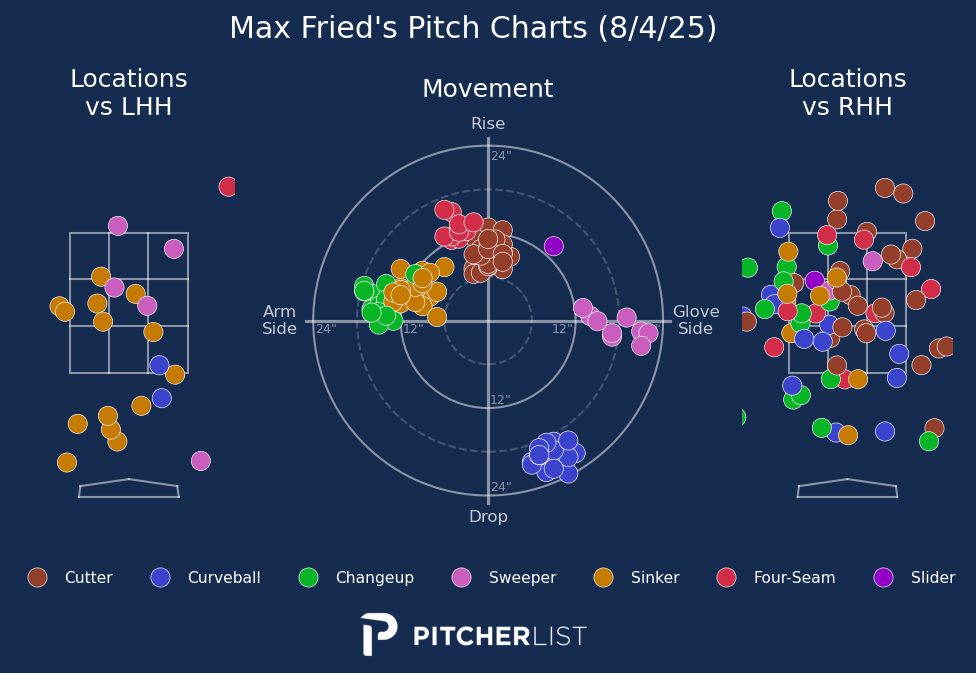 Max Fried's Pitch Charts (8/4/25)
Locations
vs LHH
Movement
Locations
vs RHH
Rise
24"
Arm
Side
24"
12"
12"
Glove
Side
12"
24"
Drop
Cutter
Curveball
Changeup
Sweeper
Sinker
Four-Seam
Slider
PITCHERLIST